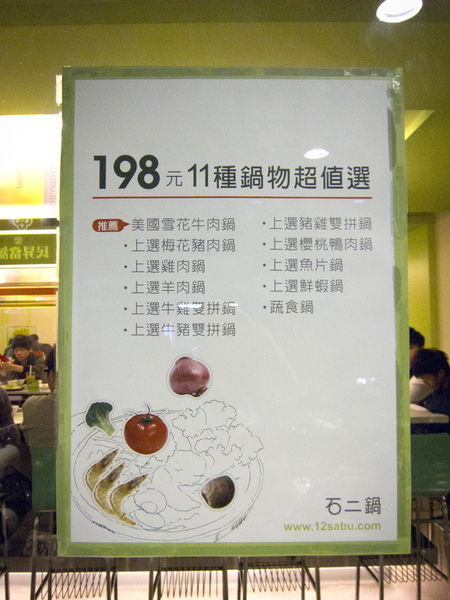 198元 11種鍋物超值選
推薦 美國雪花牛肉鍋
・上選梅花豬肉鍋
・上選雞肉鍋
・上選羊肉鍋
・上選牛雞雙拼鍋
・上選牛豬雙拼鍋
・上選豬雞雙拼鍋
・上選櫻桃鴨肉鍋
・上選魚片鍋
・上選鮮蝦鍋
・蔬食鍋
石二鍋
www.12sabu.com